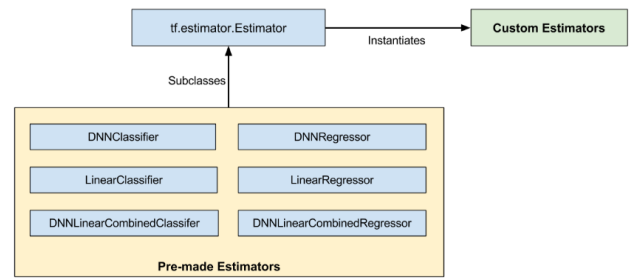 tf.estimator.Estimator
Custom Estimators
Instantiates
Subclasses
DNNClassifier
DNNRegressor
LinearClassifier
LinearRegressor
DNNLinearCombinedClassifer
DNNLinearCombinedRegressor
Pre-made Estimators